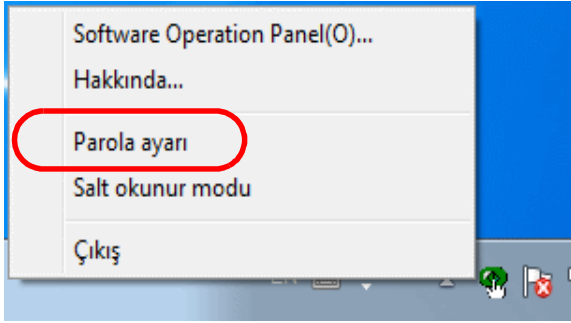 Software Operation Panel(O)...
Hakkında...
Parola ayarı
Salt okunur modu
Çıkış